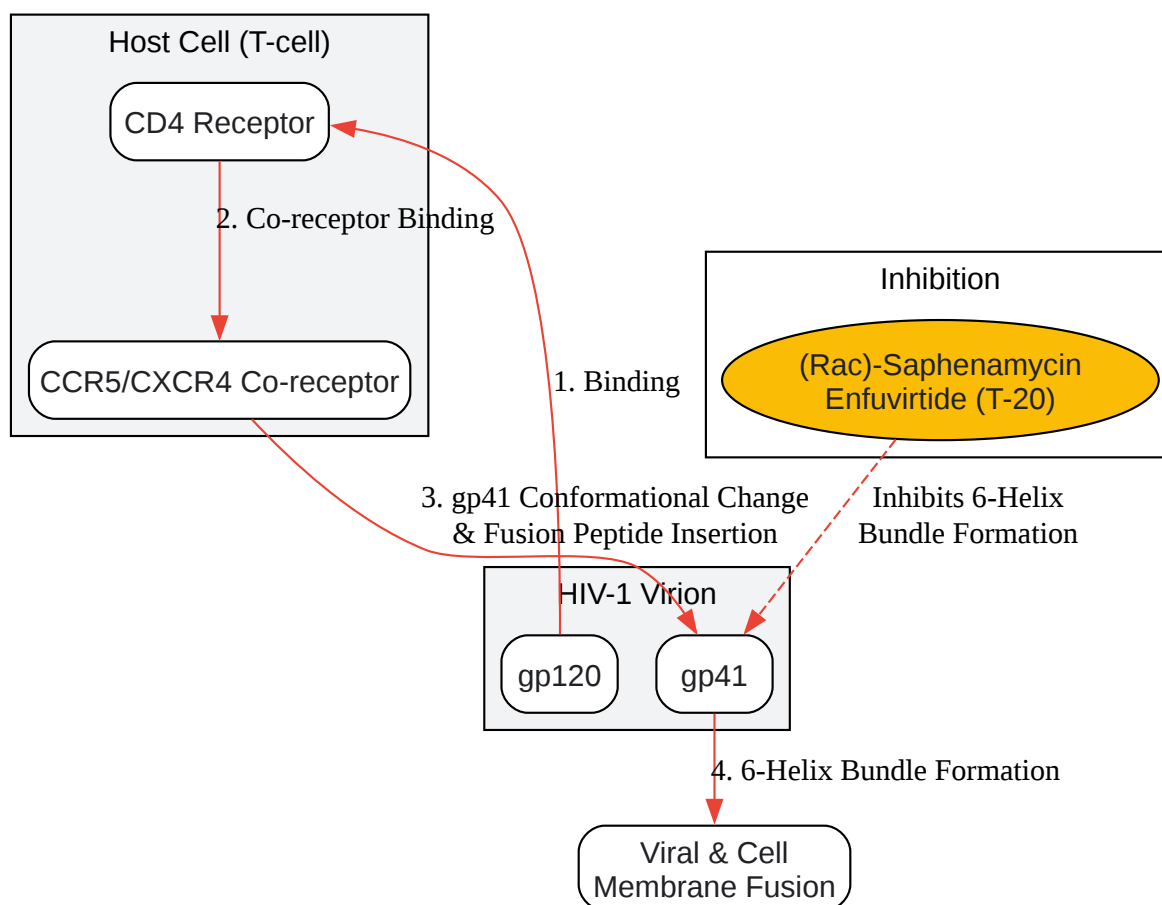 Host Cell (T-cell)
CD4 Receptor
2. Co-receptor Binding
CCR5/CXCR4 Co-receptor
1. Binding
Inhibition
(Rac)-Saphenamycin
Enfuvirtide (T-20)
3. gp41 Conformational Change
& Fusion Peptide Insertion
Inhibits 6-Helix
Bundle Formation
HIV-1 Virion
gp120
gp41
4. 6-Helix Bundle Formation
Viral & Cell
Membrane Fusion